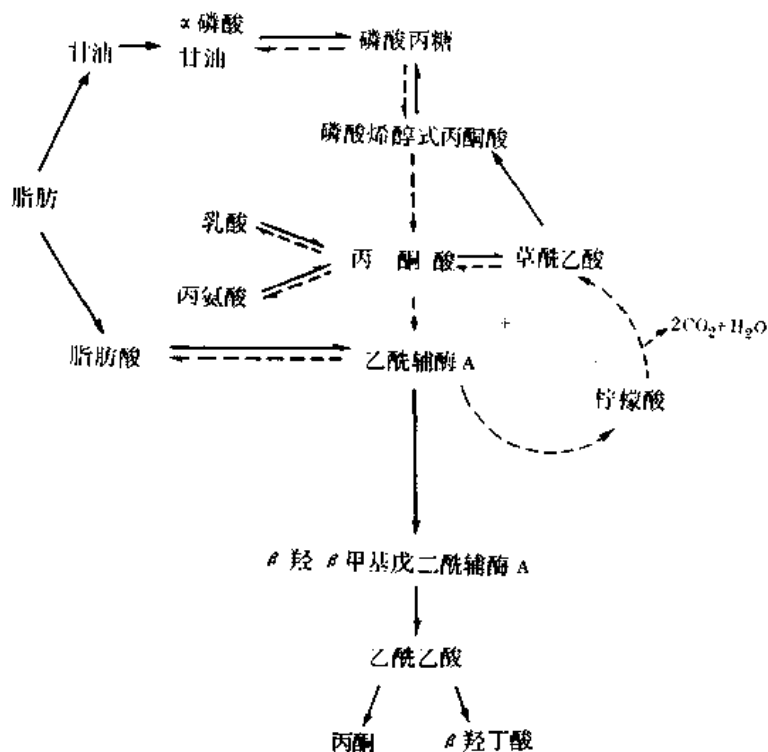 α磷酸
甘油
甘油
磷酸丙糖
磷酸烯醇式丙酮酸
脂肪
乳酸
丙酮酸
草酰乙酸
丙氨酸
2CO₂+H₂O
脂肪酸
乙酰辅酶A
柠檬酸
β羟β甲基戊二酰辅酶A
乙酰乙酸
丙酮
β羟丁酸